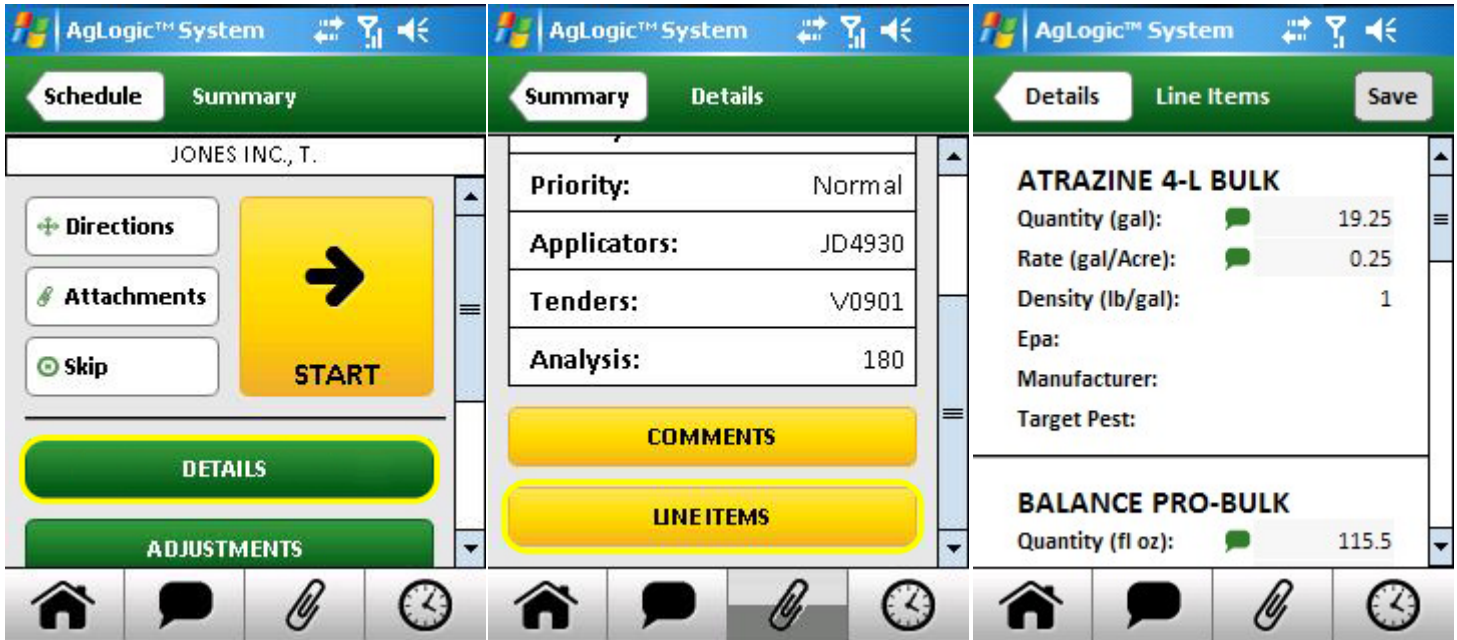 AgLogic™ System
Schedule Summary
JONES INC., T.
Directions
Attachments
Skip
START
DETAILS
ADJUSTMENTS
AgLogic™ System
Summary Details
Priority: Normal
Applicators: JD4930
Tenders: V0901
Analysis: 180
COMMENTS
LINE ITEMS
AgLogic™ System
Details Line Items Save
ATRAZINE 4-L BULK
Quantity (gal): 19.25
Rate (gal/Acre): 0.25
Density (lb/gal): 1
Epa:
Manufacturer:
Target Pest:
BALANCE PRO-BULK
Quantity (fl oz): 115.5